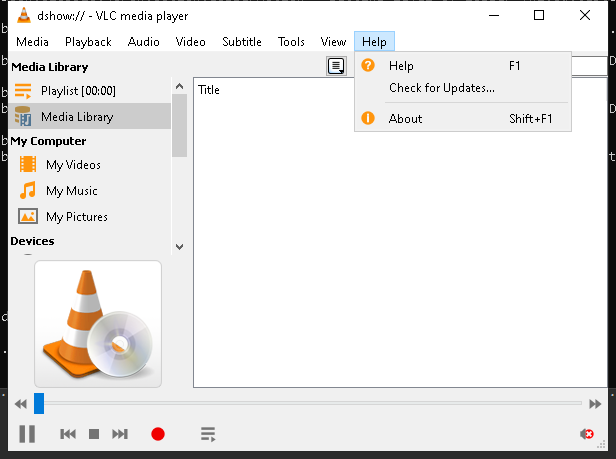 dshow:// - VLC media player
Media Playback Audio Video Subtitle Tools View Help
Media Library
Playlist [00:00]
Media Library
My Computer
My Videos
My Music
My Pictures
Devices
Title
Help F1
Check for Updates...
About Shift+F1